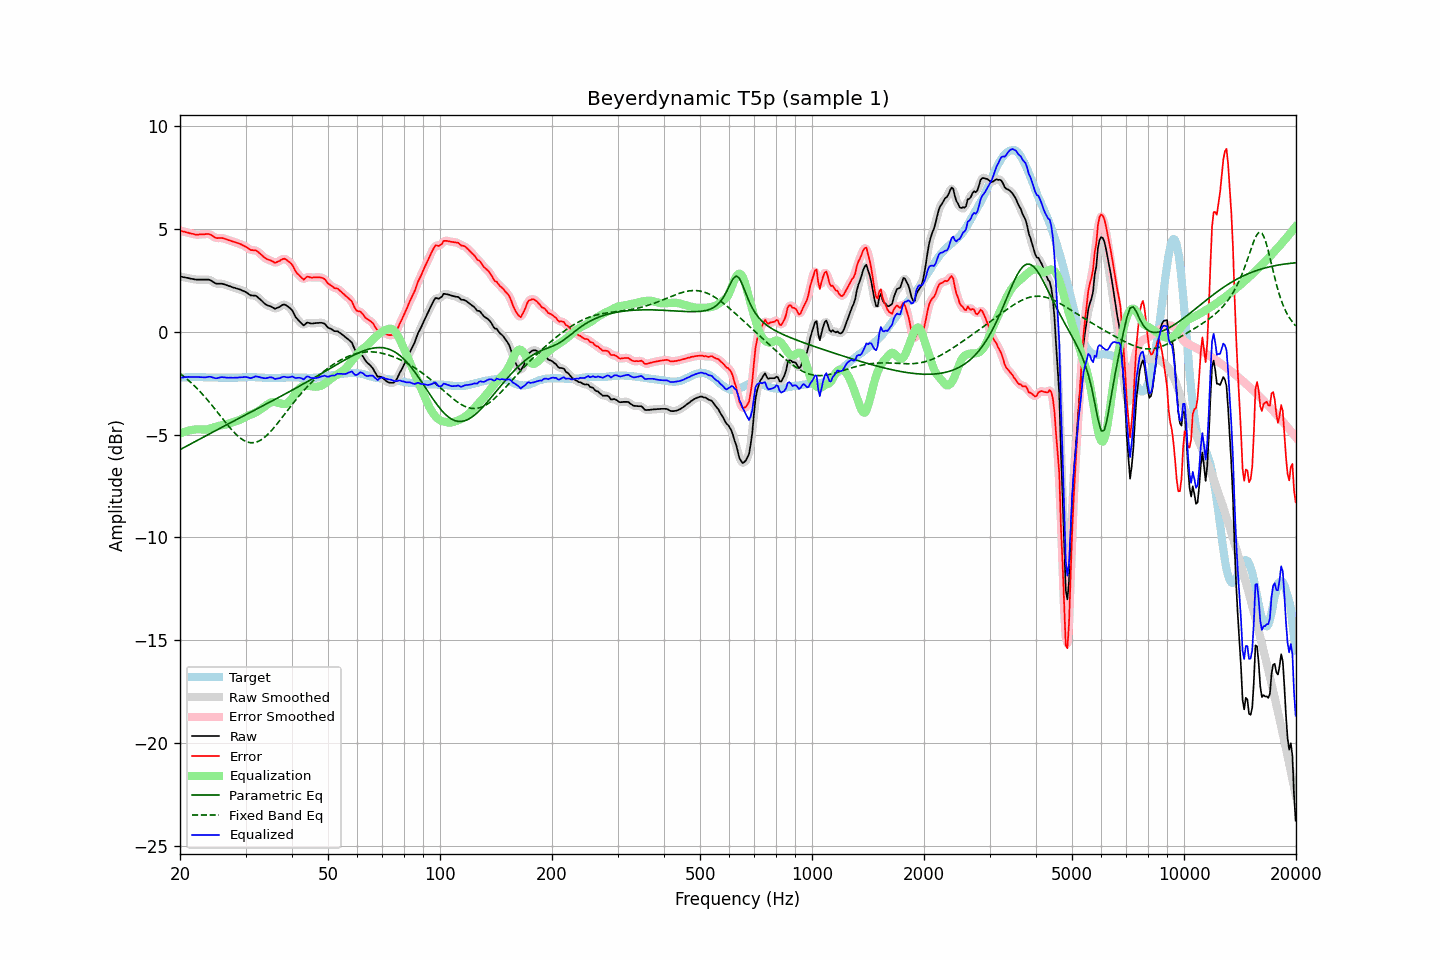 Beyerdynamic T5p (sample 1)
10
5
0
−5
−10
−15
−20
−25
Amplitude (dBr)
Target
Raw Smoothed
Error Smoothed
Raw
Error
Equalization
Parametric Eq
Fixed Band Eq
Equalized
20 50 100 200 500 1000 2000 5000 10000 20000
Frequency (Hz)